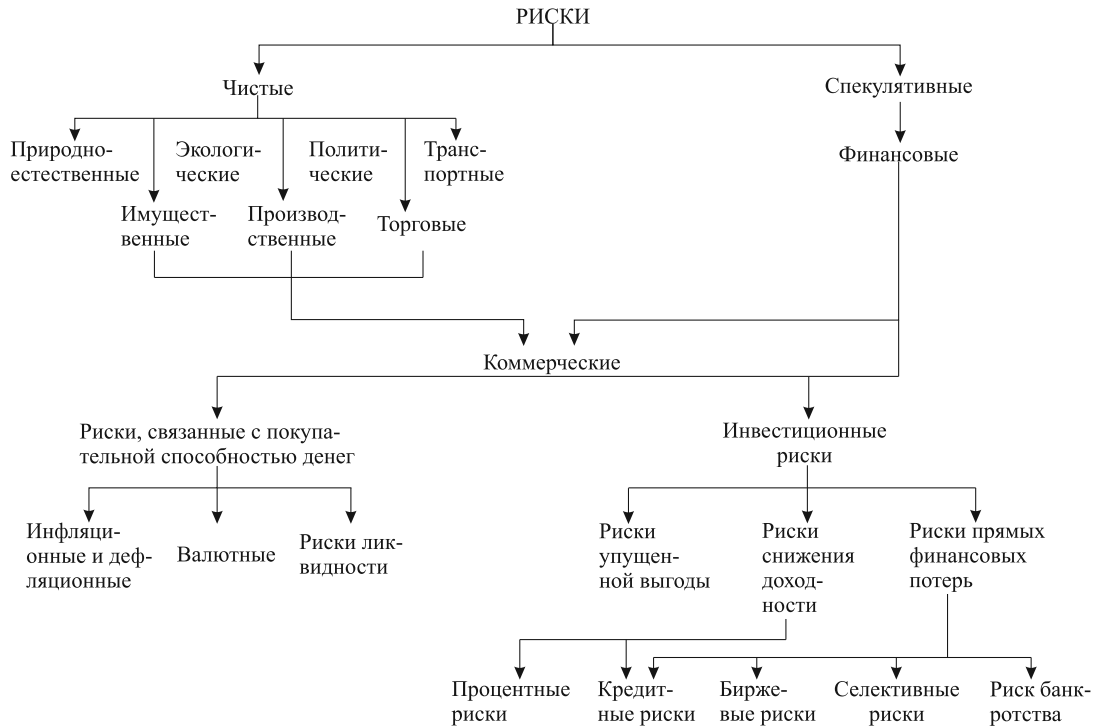 РИСКИ
Чистые
Спекулятивные
Природно-
естественные
Экологи-
ческие
Полити-
ческие
Транс-
портные
Финансовые
Имущест-
венные
Производ-
ственные
Торговые
Коммерческие
Риски, связанные с покупа-
тельной способностью денег
Инвестиционные
риски
Инфляци-
онные и деф-
ляционные
Валютные
Риски лик-
видности
Риски
упущен-
ной выгоды
Риски
снижения
доход-
ности
Риски прямых
финансовых
потерь
Процентные
риски
Кредит-
ные риски
Бирже-
вые риски
Селективные
риски
Риск банк-
ротства